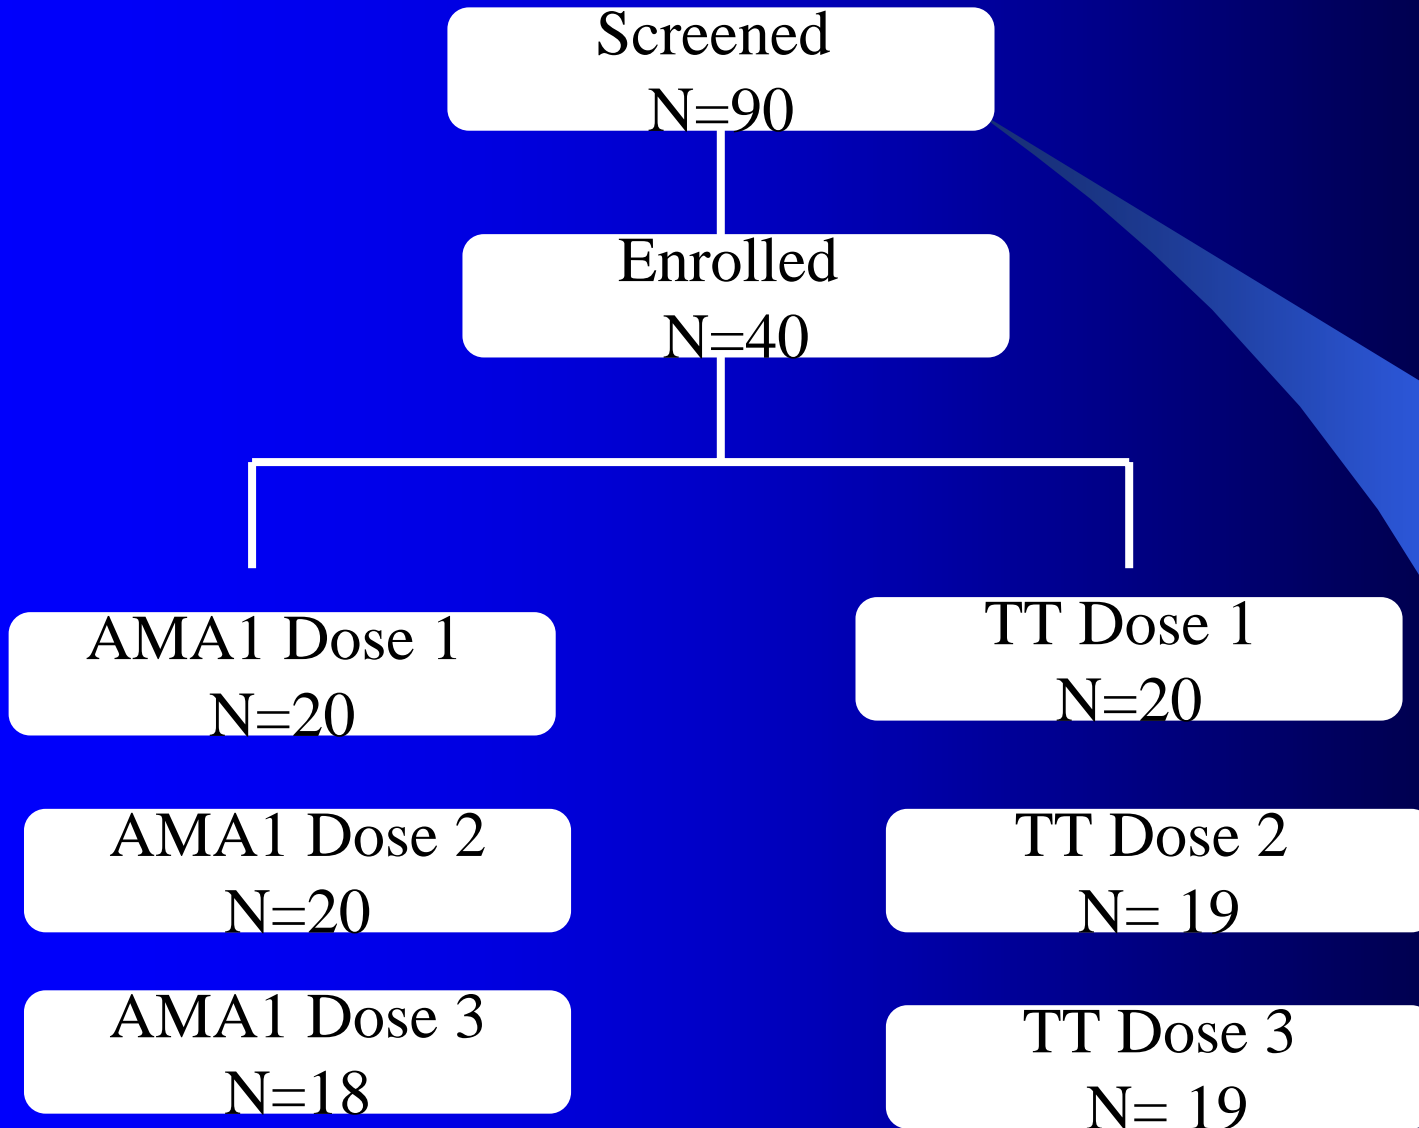 Screened
N=90
Enrolled
N=40
AMA1 Dose 1
N=20
TT Dose 1
N=20
AMA1 Dose 2
N=20
TT Dose 2
N= 19
AMA1 Dose 3
N=18
TT Dose 3
N= 19